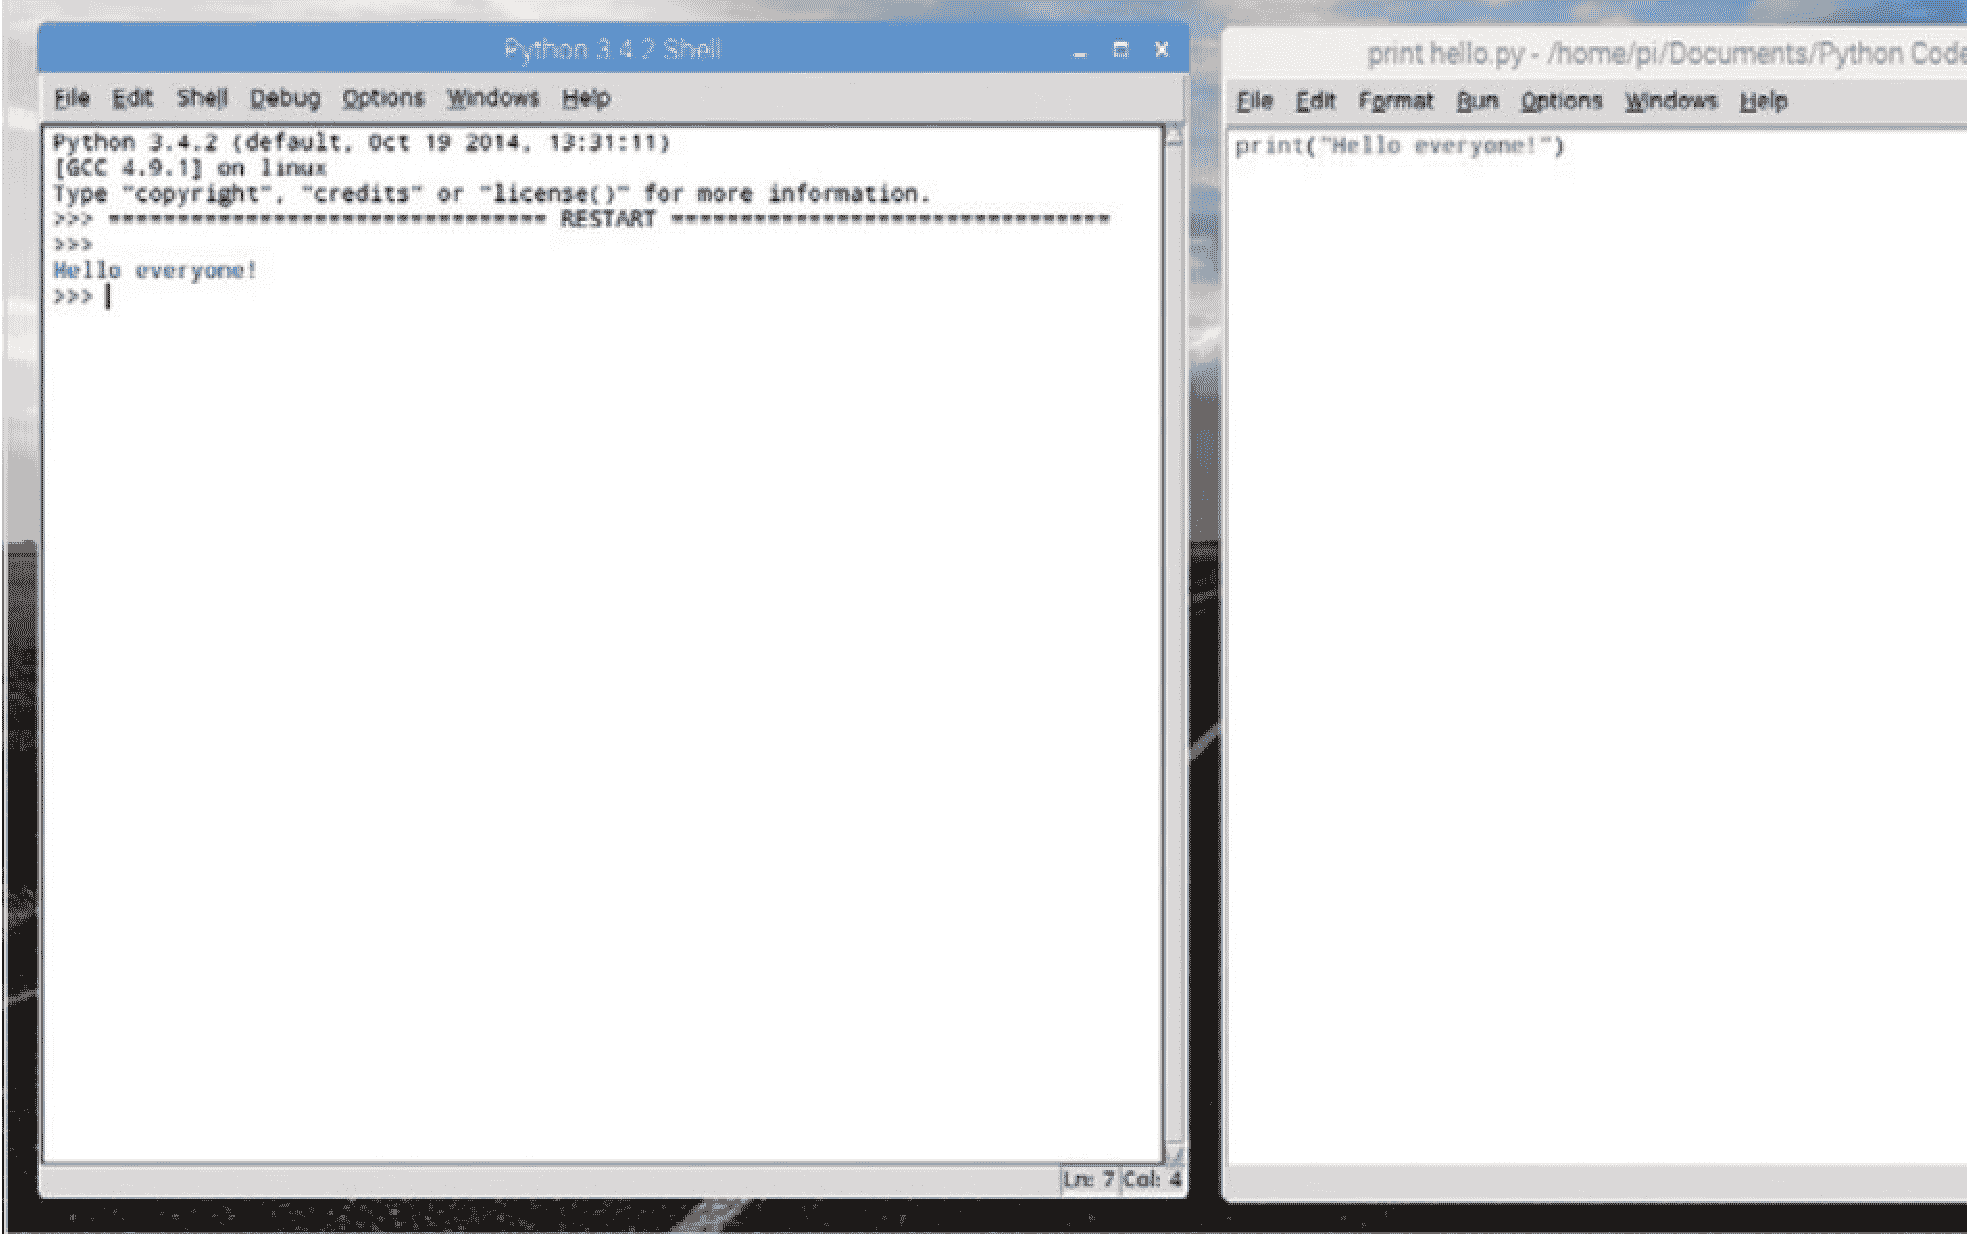 Python 3.4.2 Shell
File Edit Shell Debug Options Windows Help
Python 3.4.2 (default, Oct 19 2014, 13:31:11)
[GCC 4.9.1] on linux
Type "copyright", "credits" or "license()" for more information.
>>> ================================ RESTART ================================
>>>
Hello everyone!
>>>
Ln: 7 Col: 4
print hello.py - /home/pi/Documents/Python Code
File Edit Format Run Options Windows Help
print("Hello everyone!")